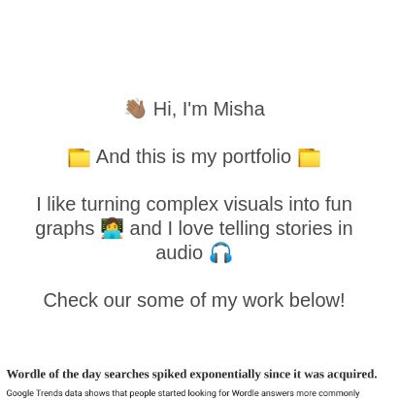 👋🏽 Hi, I'm Misha
📁 And this is my portfolio 📁
I like turning complex visuals into fun
graphs 👩‍💻 and I love telling stories in
audio 🎧
Check our some of my work below!
Wordle of the day searches spiked exponentially since it was acquired.
Google Trends data shows that people started looking for Wordle answers more commonly